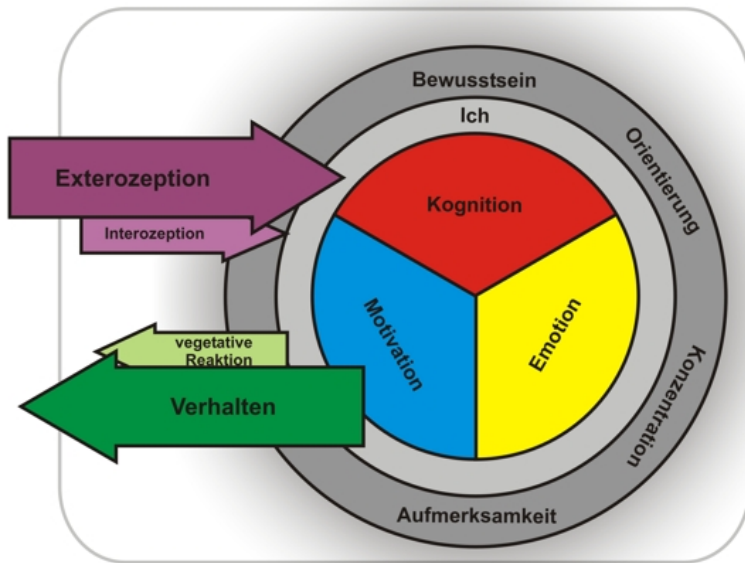 Bewusstsein
Ich
Orientierung
Exterozeption
Kognition
Interozeption
Motivation
Emotion
vegetative
Reaktion
Konzentration
Verhalten
Aufmerksamkeit